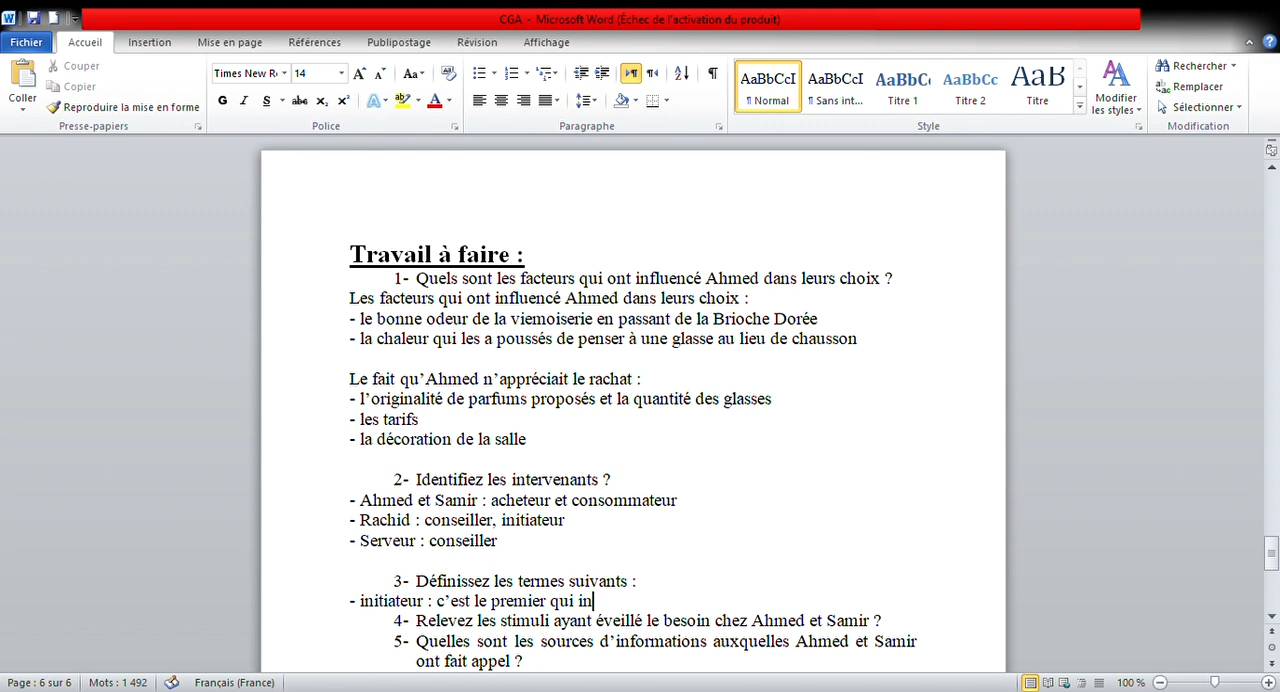 CGA - Microsoft Word (Échec de l'activation du produit)
Fichier Accueil Insertion Mise en page Références Publipostage Révision Affichage
Coller
Couper
Copier
Reproduire la mise en forme
Presse-papiers
Times New R 14
Police
Paragraphe
AaBbCcI AaBbCcI AaBbC AaBbCc AaB
¶ Normal ¶ Sans int... Titre 1 Titre 2 Titre
Modifier les styles
Style
Rechercher
Remplacer
Sélectionner
Modification
Travail à faire :
1- Quels sont les facteurs qui ont influencé Ahmed dans leurs choix ?
Les facteurs qui ont influencé Ahmed dans leurs choix :
- le bonne odeur de la viemoiserie en passant de la Brioche Dorée
- la chaleur qui les a poussés de penser à une glasse au lieu de chausson
Le fait qu'Ahmed n'appréciait le rachat :
- l'originalité de parfums proposés et la quantité des glasses
- les tarifs
- la décoration de la salle
2- Identifiez les intervenants ?
- Ahmed et Samir : acheteur et consommateur
- Rachid : conseiller, initiateur
- Serveur : conseiller
3- Définissez les termes suivants :
- initiateur : c'est le premier qui in
4- Relevez les stimuli ayant éveillé le besoin chez Ahmed et Samir ?
5- Quelles sont les sources d'informations auxquelles Ahmed et Samir
ont fait appel ?
Page : 6 sur 6 Mots : 1 492 Français (France) 100 %